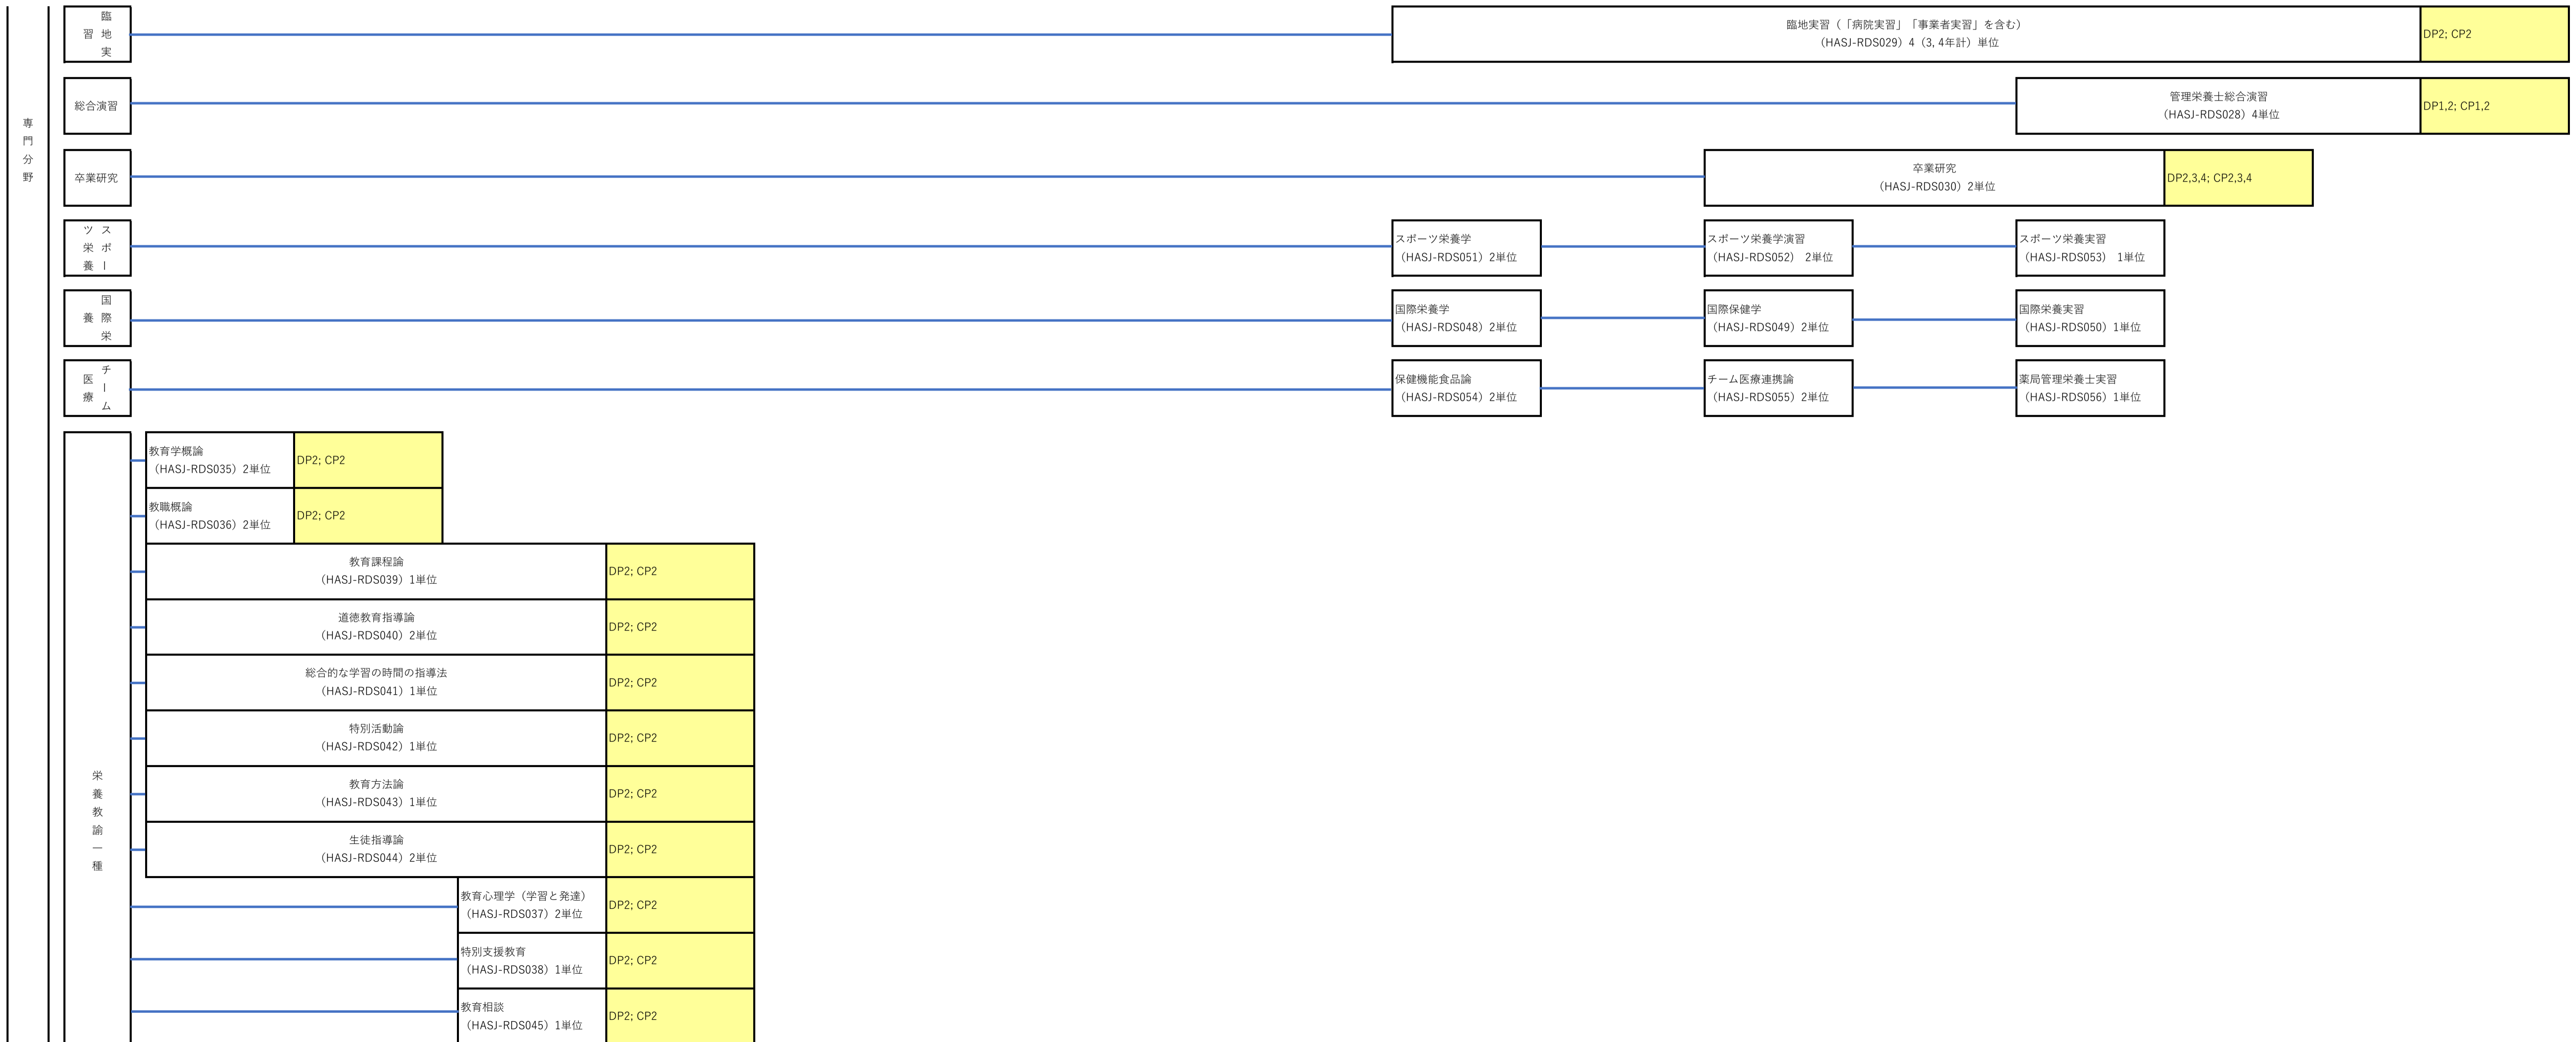 専門分野
臨地実習
臨地実習（「病院実習」「事業者実習」を含む）
（HASJ-RDS029）4（3, 4年計）単位
DP2; CP2
総合演習
管理栄養士総合演習
（HASJ-RDS028）4単位
DP1,2; CP1,2
卒業研究
卒業研究
（HASJ-RDS030）2単位
DP2,3,4; CP2,3,4
スポーツ栄養
スポーツ栄養学
（HASJ-RDS051）2単位
スポーツ栄養学演習
（HASJ-RDS052） 2単位
スポーツ栄養実習
（HASJ-RDS053） 1単位
国際栄養
国際栄養学
（HASJ-RDS048）2単位
国際保健学
（HASJ-RDS049）2単位
国際栄養実習
（HASJ-RDS050）1単位
チーム医療
保健機能食品論
（HASJ-RDS054）2単位
チーム医療連携論
（HASJ-RDS055）2単位
薬局管理栄養士実習
（HASJ-RDS056）1単位
栄養教諭一種
教育学概論
（HASJ-RDS035）2単位
DP2; CP2
教職概論
（HASJ-RDS036）2単位
DP2; CP2
教育課程論
（HASJ-RDS039）1単位
DP2; CP2
道徳教育指導論
（HASJ-RDS040）2単位
DP2; CP2
総合的な学習の時間の指導法
（HASJ-RDS041）1単位
DP2; CP2
特別活動論
（HASJ-RDS042）1単位
DP2; CP2
教育方法論
（HASJ-RDS043）1単位
DP2; CP2
生徒指導論
（HASJ-RDS044）2単位
DP2; CP2
教育心理学（学習と発達）
（HASJ-RDS037）2単位
DP2; CP2
特別支援教育
（HASJ-RDS038）1単位
DP2; CP2
教育相談
（HASJ-RDS045）1単位
DP2; CP2